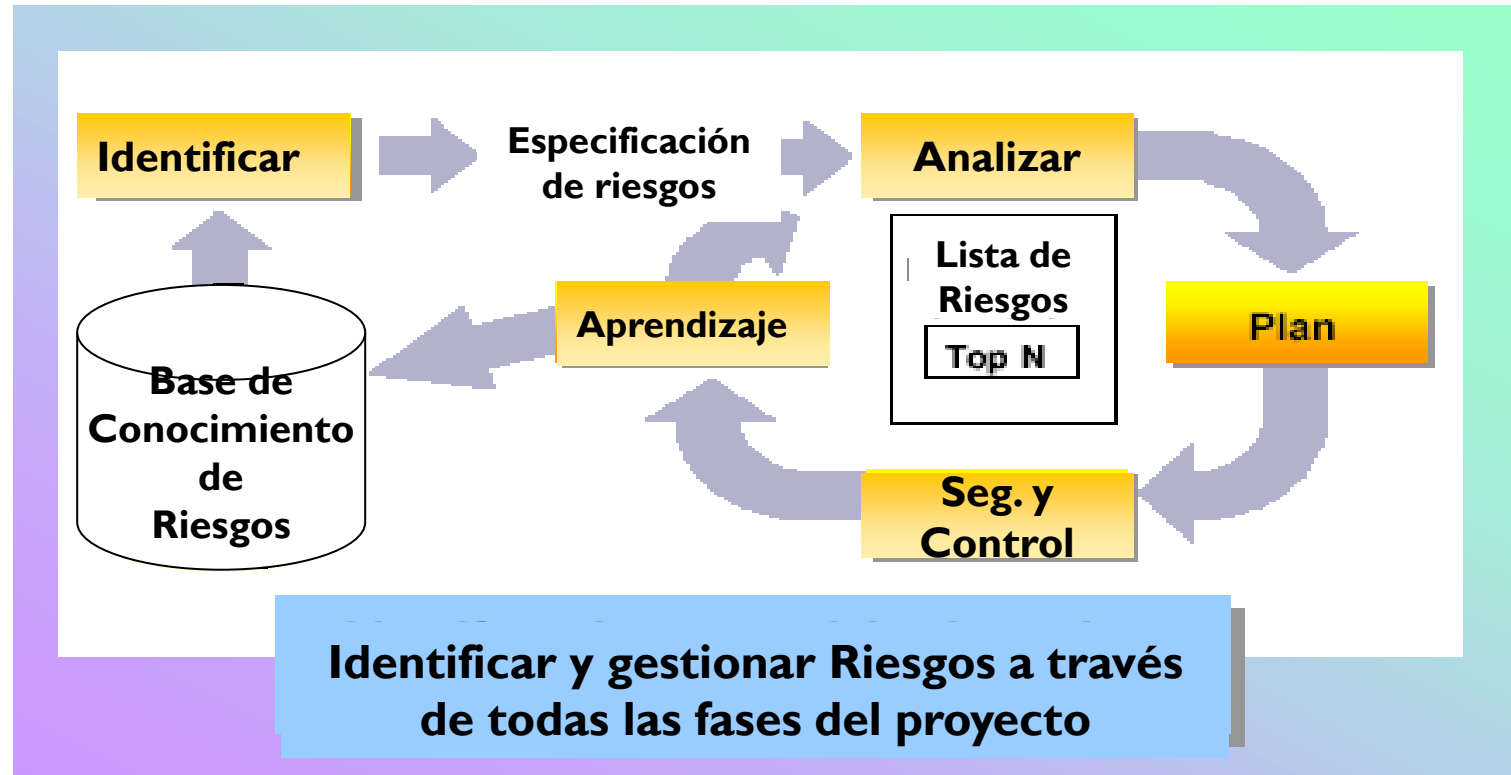 Identificar
Especificación
de riesgos
Analizar
Lista de
Riesgos
Top N
Aprendizaje
Plan
Base de
Conocimiento
de
Riesgos
Seg. y
Control
Identificar y gestionar Riesgos a través
de todas las fases del proyecto